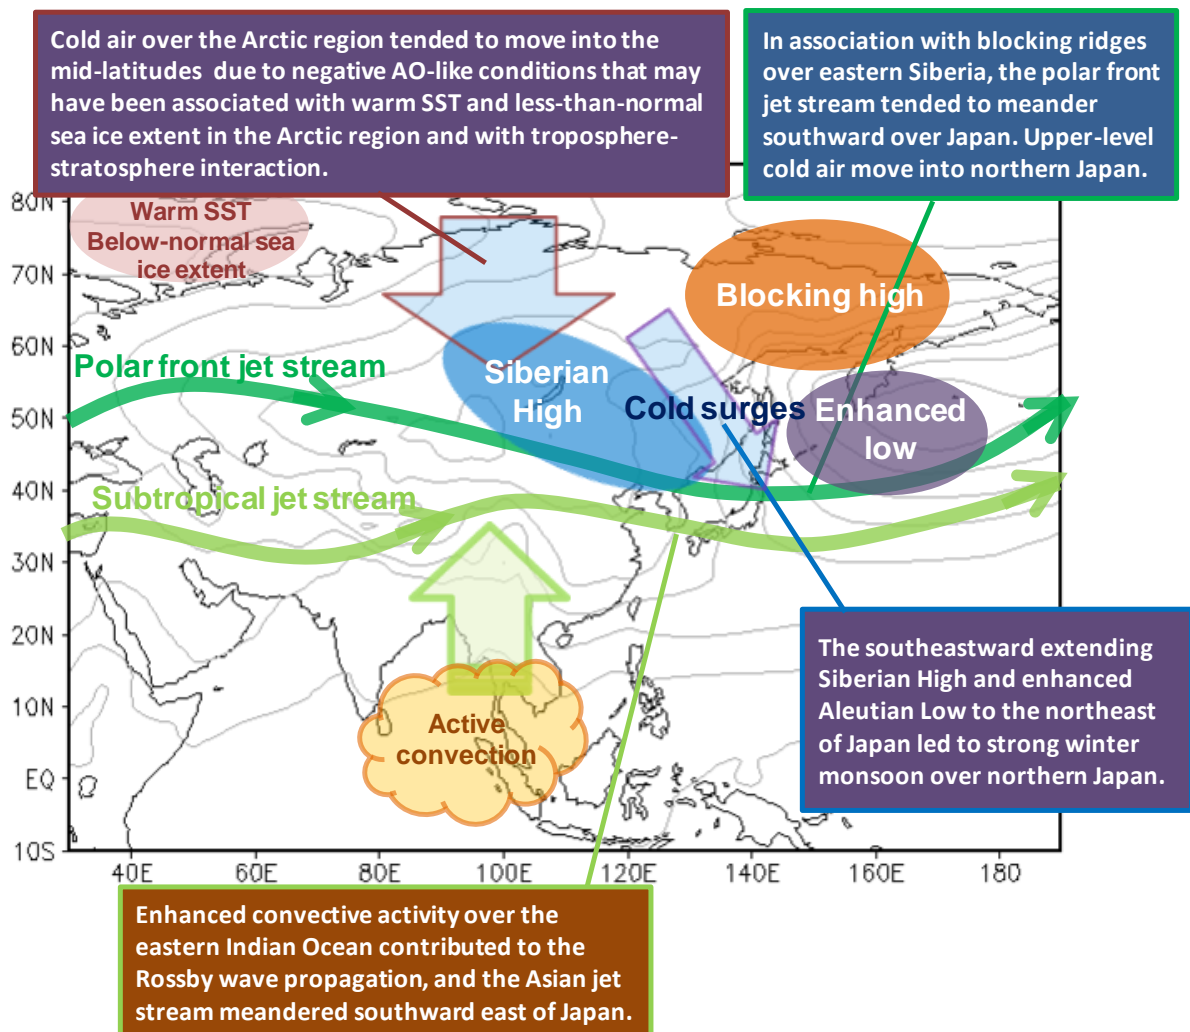 Cold air over the Arctic region tended to move into the
mid-latitudes due to negative AO-like conditions that may
have been associated with warm SST and less-than-normal
sea ice extent in the Arctic region and with troposphere-
stratosphere interaction.
In association with blocking ridges
over eastern Siberia, the polar front
jet stream tended to meander
southward over Japan. Upper-level
cold air move into northern Japan.
80N
Warm SST
Below-normal sea
ice extent
70N
Blocking high
60N
Polar front jet stream
Siberian
High
50N
Cold surges
Enhanced
low
40N
Subtropical jet stream
30N
20N
The southeastward extending
Siberian High and enhanced
Aleutian Low to the northeast
of Japan led to strong winter
monsoon over northern Japan.
10N
Active
convection
EQ
10S
40E 60E 80E 100E 120E 140E 160E 180
Enhanced convective activity over the
eastern Indian Ocean contributed to the
Rossby wave propagation, and the Asian jet
stream meandered southward east of Japan.